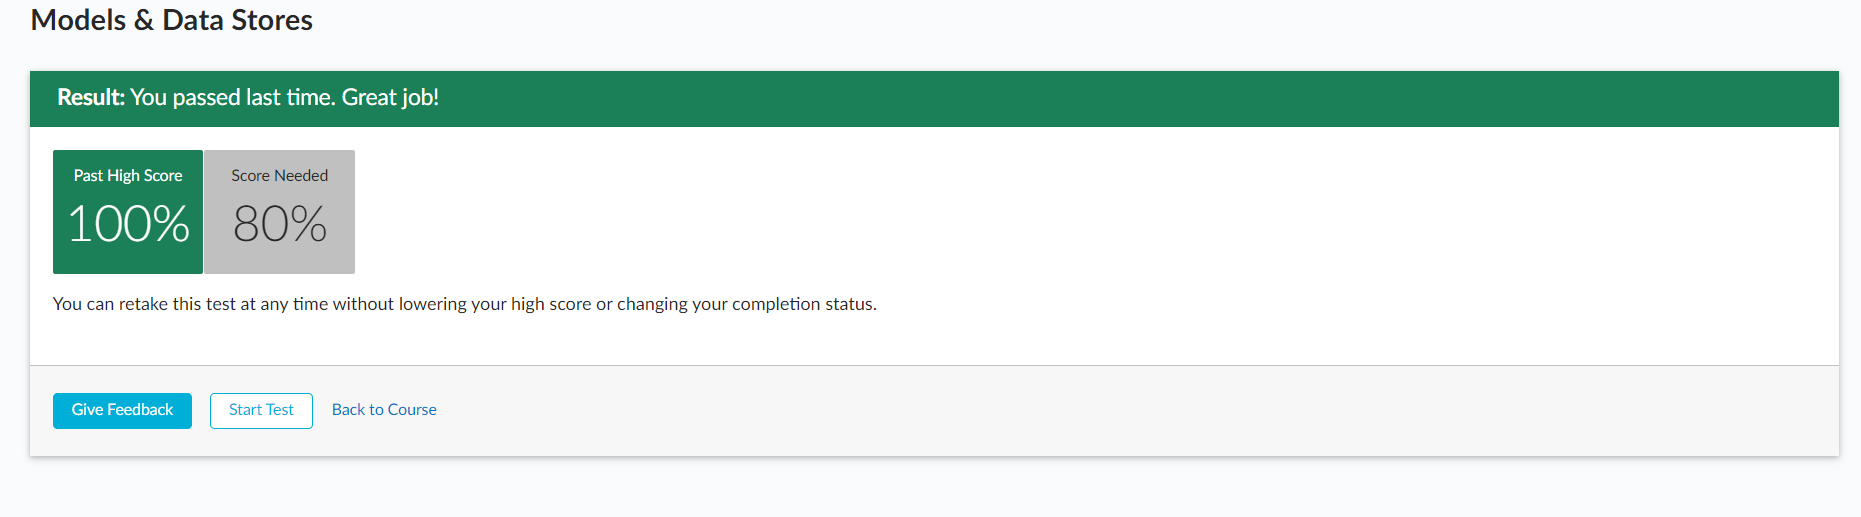 Models & Data Stores
Result: You passed last time. Great job!
Past High Score
100%
Score Needed
80%
You can retake this test at any time without lowering your high score or changing your completion status.
Give Feedback
Start Test
Back to Course